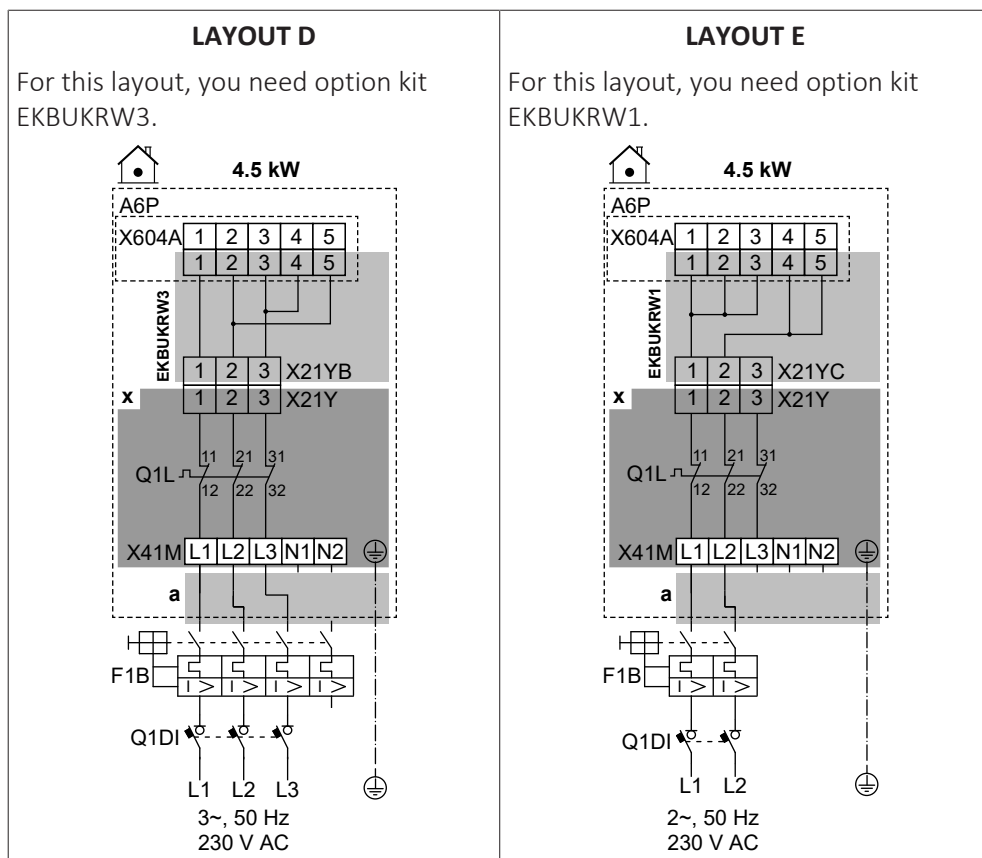 LAYOUT D
For this layout, you need option kit
EKBUKRW3.
4.5 kW
A6P
X604A 1 2 3 4 5
1 2 3 4 5
EKBUKRW3
1 2 3 X21YB
x
1 2 3 X21Y
11 21 31
Q1L
12 22 32
X41M L1 L2 L3 N1 N2
a
F1B
I > I > I > I >
Q1DI
L1 L2 L3
3~, 50 Hz
230 V AC
LAYOUT E
For this layout, you need option kit
EKBUKRW1.
4.5 kW
A6P
X604A 1 2 3 4 5
1 2 3 4 5
EKBUKRW1
1 2 3 X21YC
x
1 2 3 X21Y
11 21 31
Q1L
12 22 32
X41M L1 L2 L3 N1 N2
a
F1B
I > I >
Q1DI
L1 L2
2~, 50 Hz
230 V AC